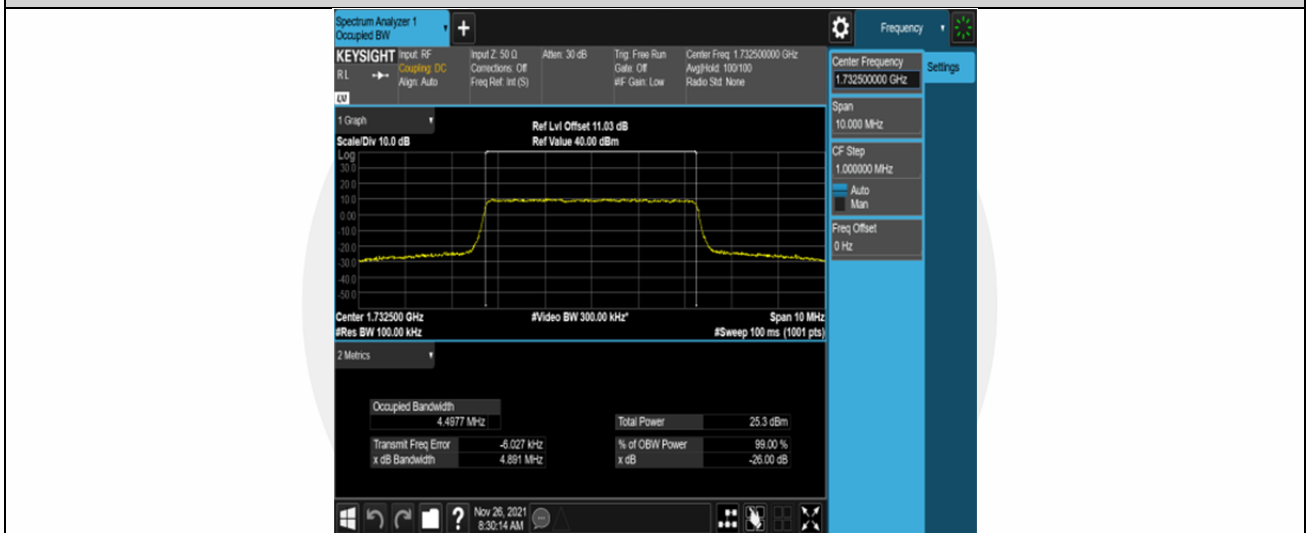 Spectrum Analyzer 1
Occupied BW
+
Frequency
KEYSIGHT Input: RF Input Z: 50 Ω Atten: 30 dB Trig: Free Run Center Freq: 1.732500000 GHz
RL Coupling: DC Corrections: Off Gate: Off Avg|Hold: 100/100
Align: Auto Freq Ref: Int (S) #IF Gain: Low Radio Std: None
LV
Center Frequency
1.732500000 GHz
Settings
Span
10.000 MHz
CF Step
1.000000 MHz
Auto
Man
Freq Offset
0 Hz
1 Graph
Ref Lvl Offset 11.03 dB
Scale/Div 10.0 dB Ref Value 40.00 dBm
Log
30.0
20.0
10.0
0.00
-10.0
-20.0
-30.0
-40.0
-50.0
Center 1.732500 GHz #Video BW 300.00 kHz* Span 10 MHz
#Res BW 100.00 kHz #Sweep 100 ms (1001 pts)
2 Metrics
Occupied Bandwidth
4.4977 MHz Total Power 25.3 dBm
Transmit Freq Error -6.027 kHz % of OBW Power 99.00 %
x dB Bandwidth 4.891 MHz x dB -26.00 dB
? Nov 26, 2021
8:30:14 AM